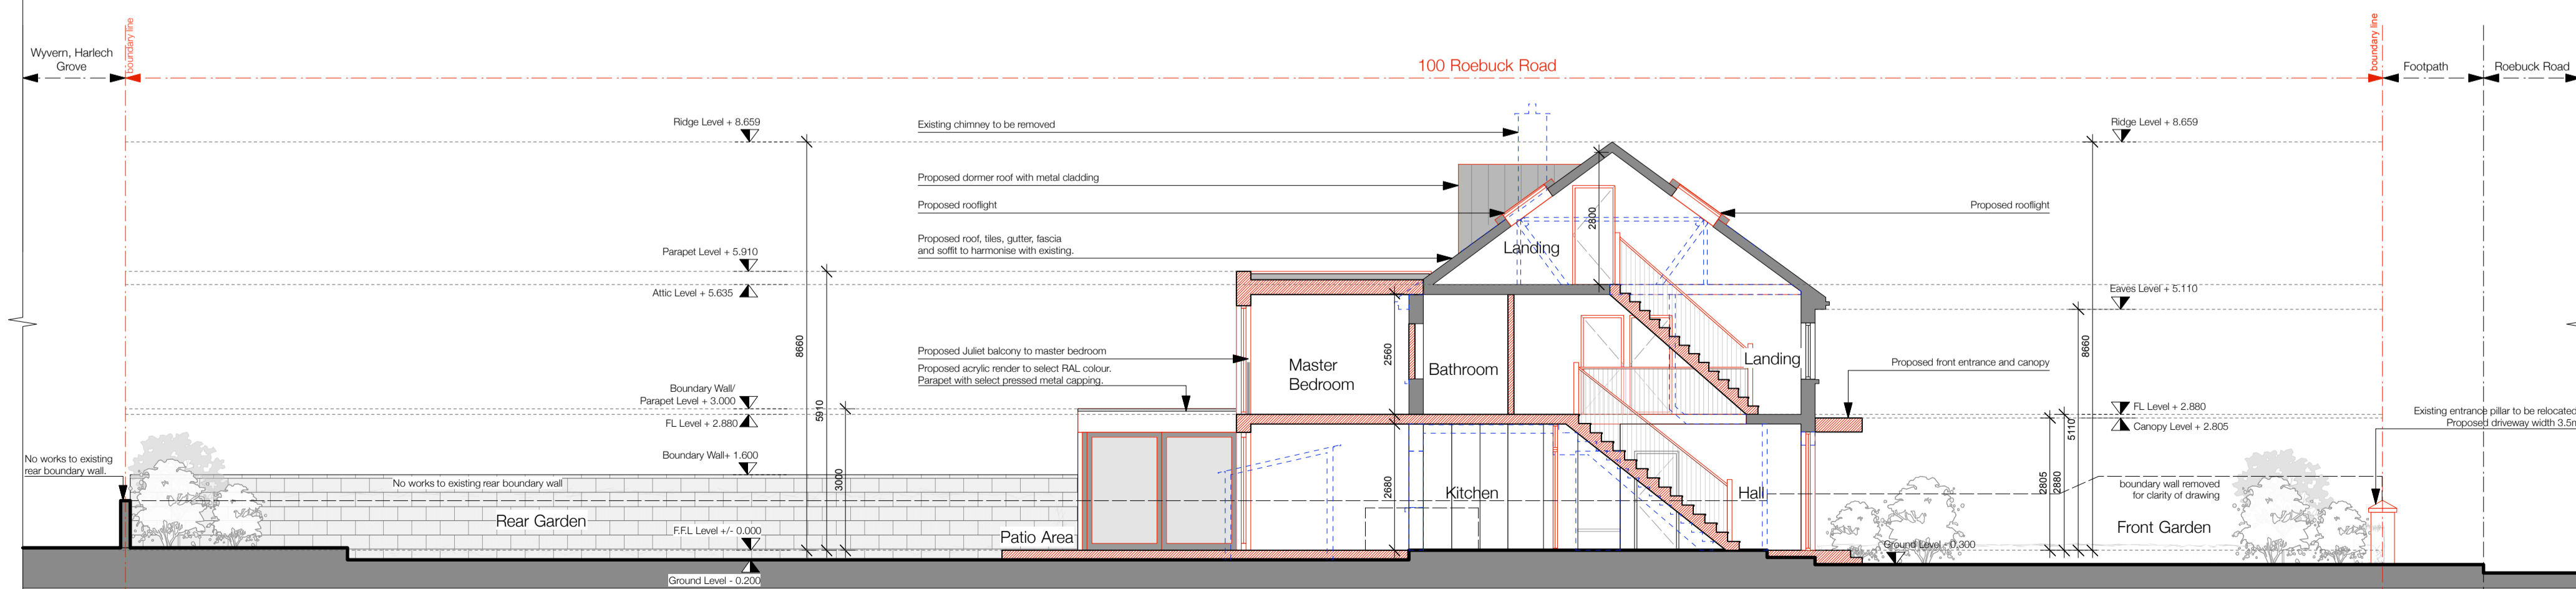 Wyvern, Harlech
Grove
boundary line
100 Roebuck Road
boundary line
Footpath
Roebuck Road
Ridge Level + 8.659
Existing chimney to be removed
Ridge Level + 8.659
Proposed dormer roof with metal cladding
Proposed rooflight
Proposed rooflight
2800
Proposed roof, tiles, gutter, fascia
and soffit to harmonise with existing.
Landing
Parapet Level + 5.910
Attic Level + 5.635
Eaves Level + 5.110
8660
5910
3000
Proposed Juliet balcony to master bedroom
Proposed acrylic render to select RAL colour.
Parapet with select pressed metal capping.
Master
Bedroom
2560
Bathroom
Landing
Proposed front entrance and canopy
8660
5110
2880
2805
Boundary Wall/
Parapet Level + 3.000
FL Level + 2.880
FL Level + 2.880
Canopy Level + 2.805
Existing entrance pillar to be relocated
Proposed driveway width 3.5m
Boundary Wall+ 1.600
No works to existing
rear boundary wall.
No works to existing rear boundary wall
Rear Garden
F.F.L Level +/- 0.000
Ground Level - 0.200
Patio Area
2680
Kitchen
Hall
boundary wall removed
for clarity of drawing
Front Garden
Ground Level - 0.300